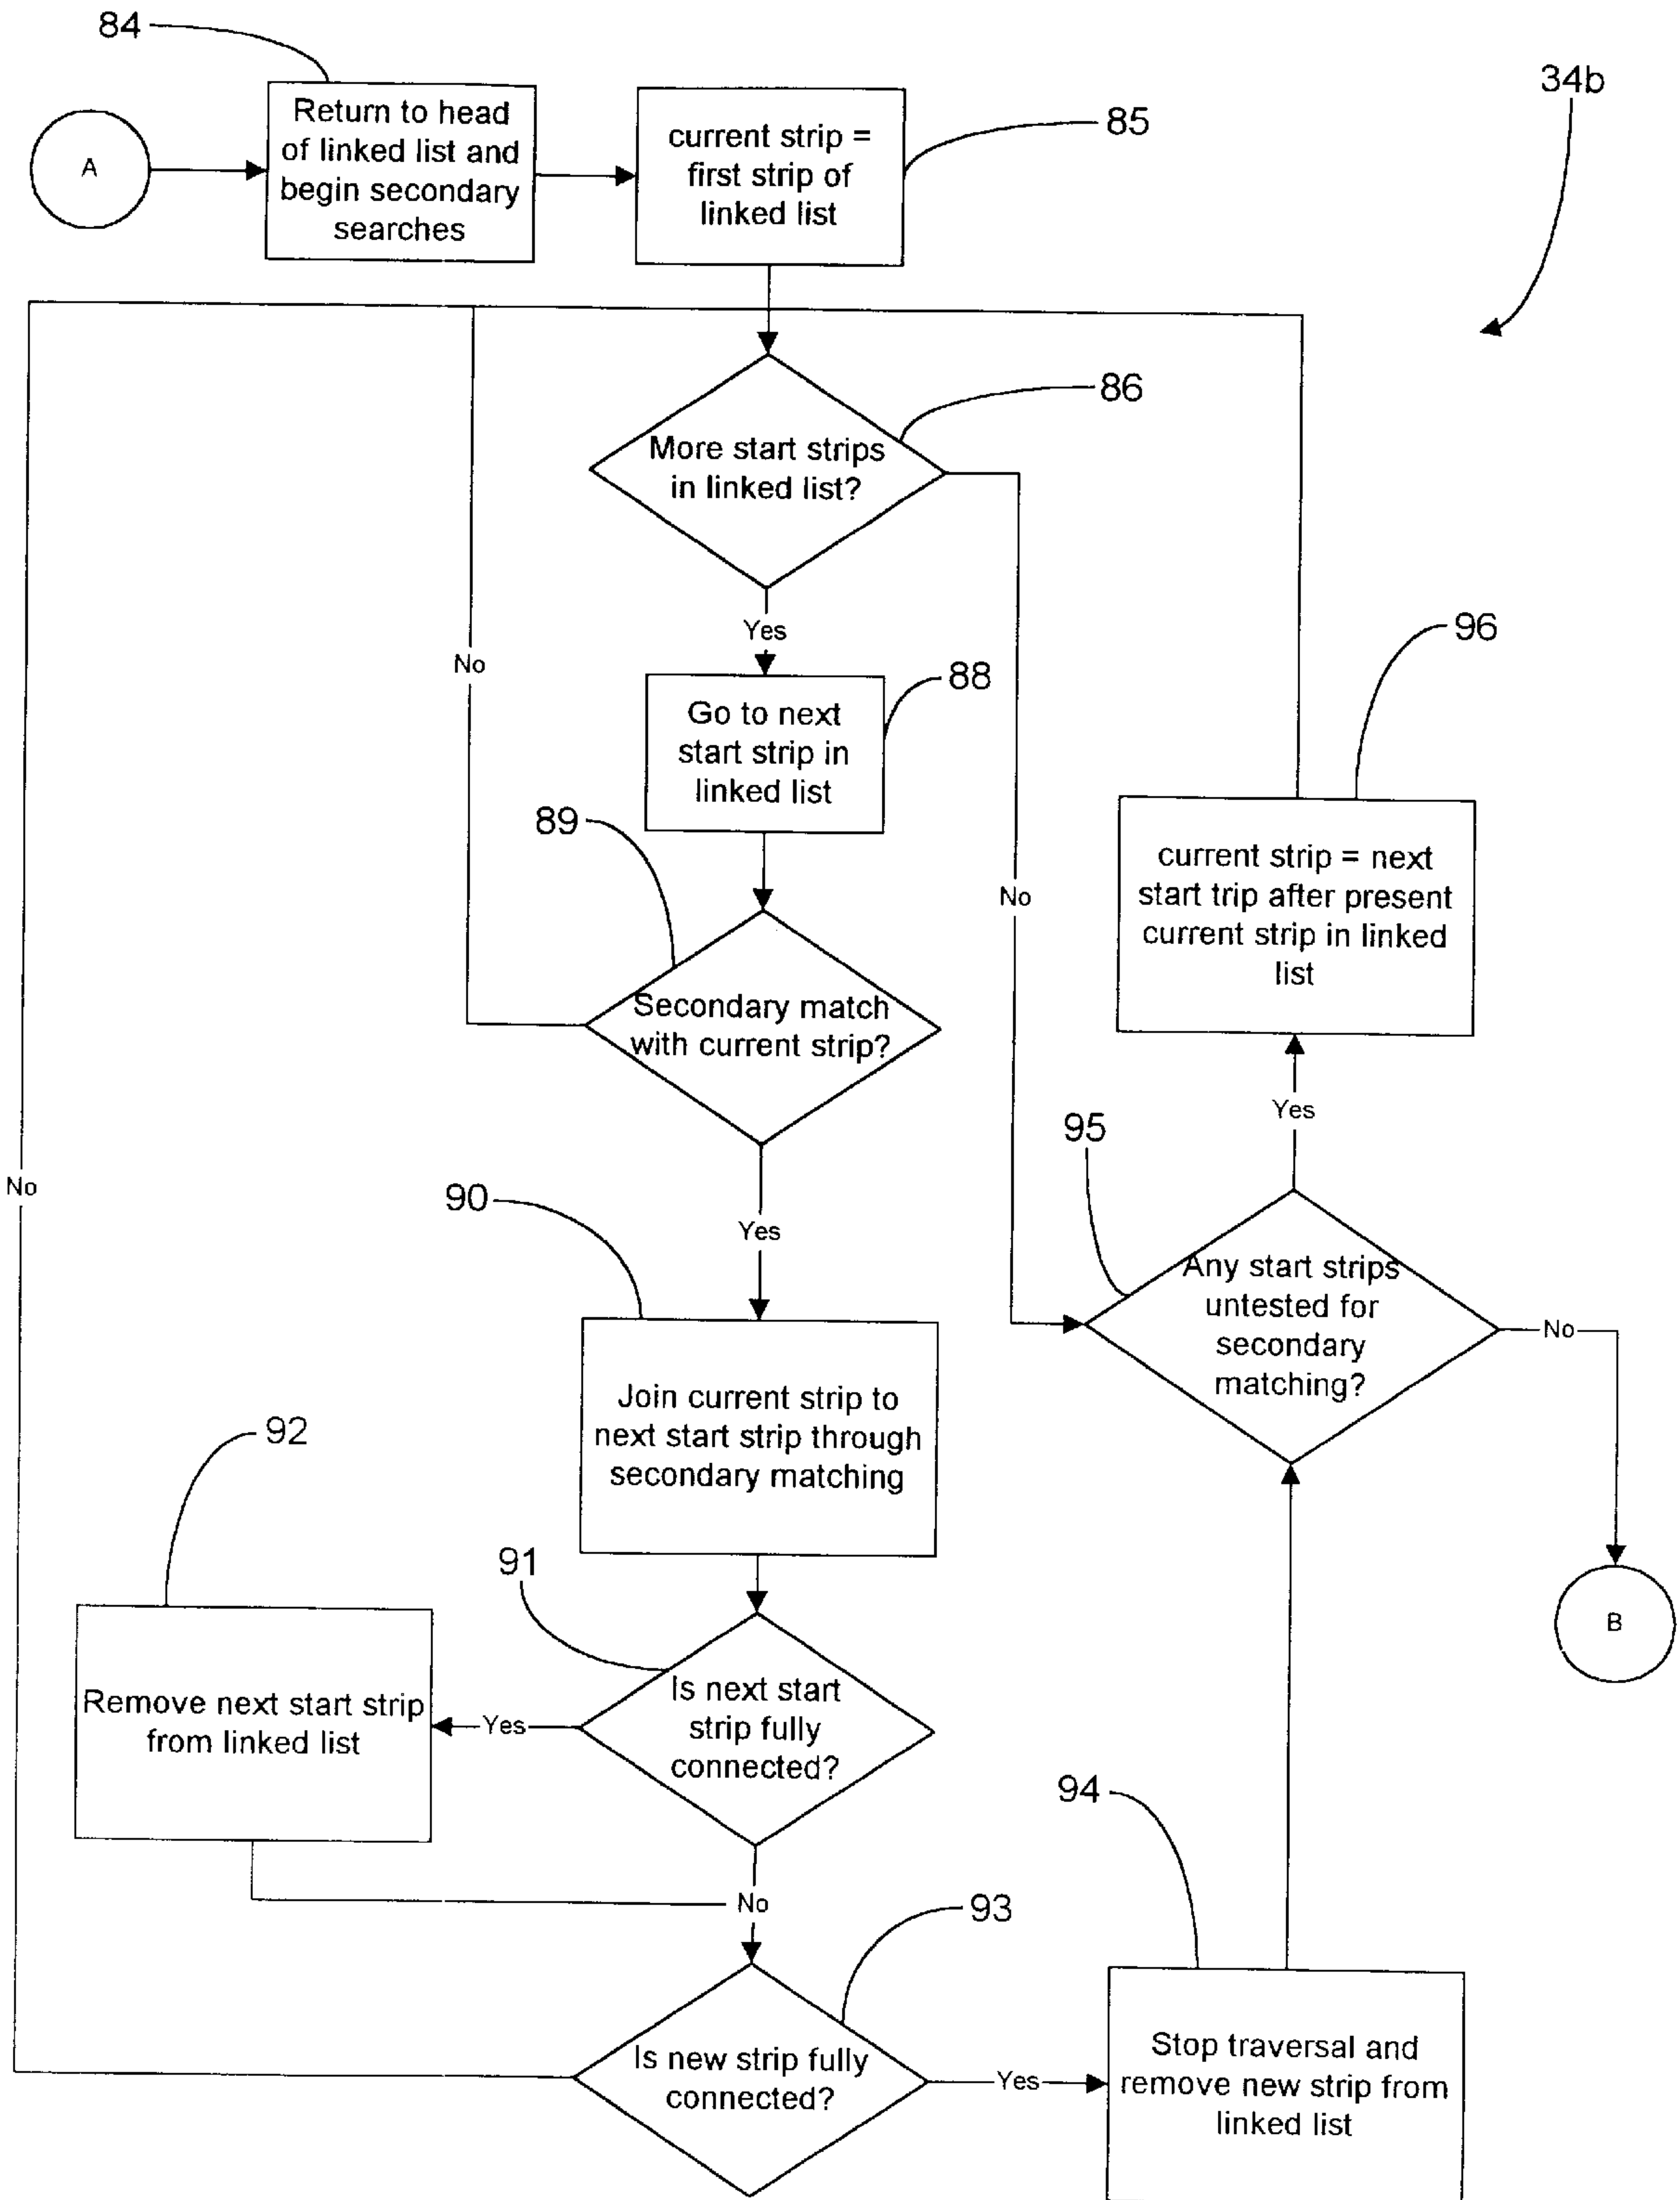 84
34b
A
Return to head
of linked list and
begin secondary
searches
current strip =
first strip of
linked list
85
86
More start strips
in linked list?
Yes
No
No
88
Go to next
start strip in
linked list
96
current strip = next
start trip after present
current strip in linked
list
89
Secondary match
with current strip?
Yes
95
Yes
Any start strips
untested for
secondary
matching?
No
B
No
90
Join current strip to
next start strip through
secondary matching
92
91
Remove next start strip
from linked list
Yes
Is next start
strip fully
connected?
No
94
93
Is new strip fully
connected?
Yes
Stop traversal and
remove new strip from
linked list